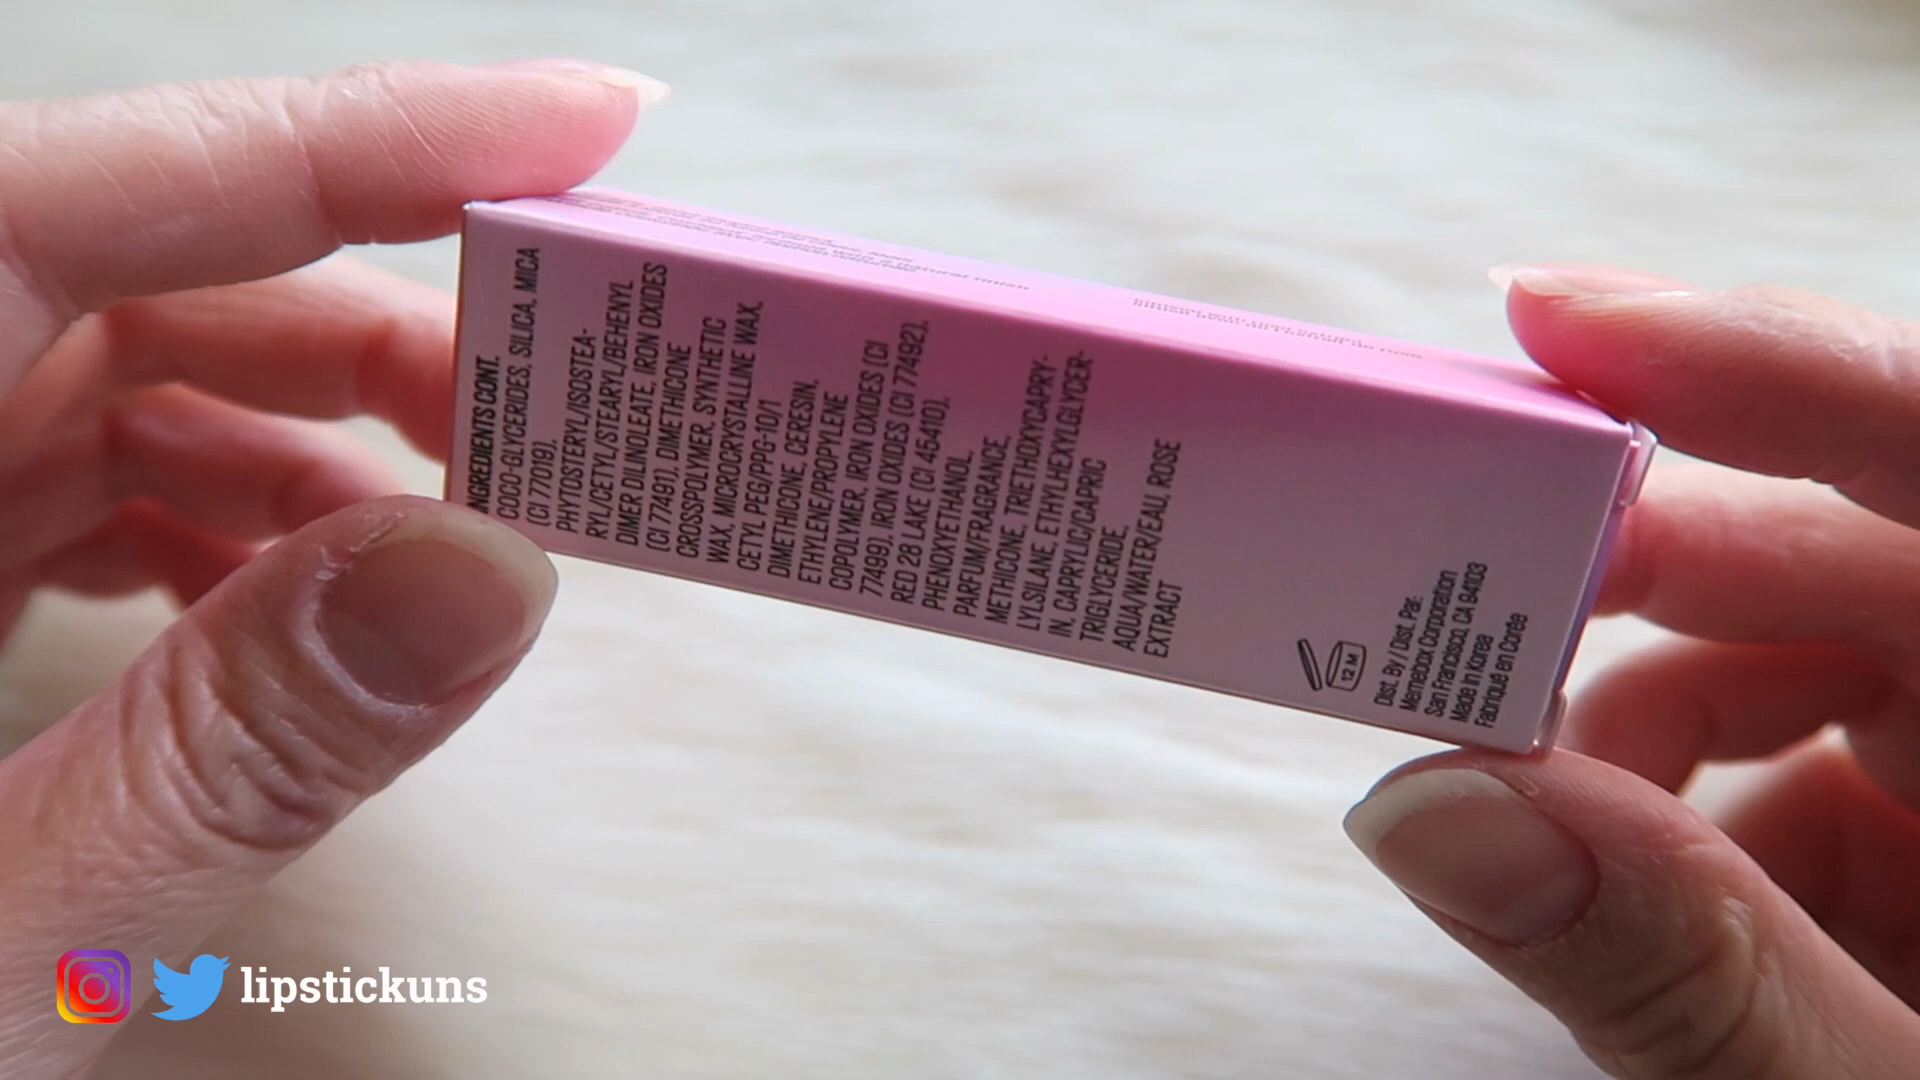 INGREDIENTS CONT.
COCO-GLYCERIDES, SILICA, MICA
(CI 77019),
PHYTOSTERYL/ISOSTEA-
RYL/CETYL/STEARYL/BEHENYL
DIMER DILINOLEATE, IRON OXIDES
(CI 77491), DIMETHICONE
CROSSPOLYMER, SYNTHETIC
WAX, MICROCRYSTALLINE WAX,
CETYL PEG/PPG-10/1
DIMETHICONE, CERESIN,
ETHYLENE/PROPYLENE
COPOLYMER, IRON OXIDES (CI
77499), IRON OXIDES (CI 77492),
RED 28 LAKE (CI 45410),
PHENOXYETHANOL,
PARFUM/FRAGRANCE,
METHICONE, TRIETHOXYCAPRY-
LYLSILANE, ETHYLHEXYLGLYCER-
IN, CAPRYLIC/CAPRIC
TRIGLYCERIDE,
AQUA/WATER/EAU, ROSE
EXTRACT
12 M
Dist. By / Dist. Par:
Memebox Corporation
San Francisco, CA 94103
Made in Korea
Fabriqué en Corée
lipstickuns